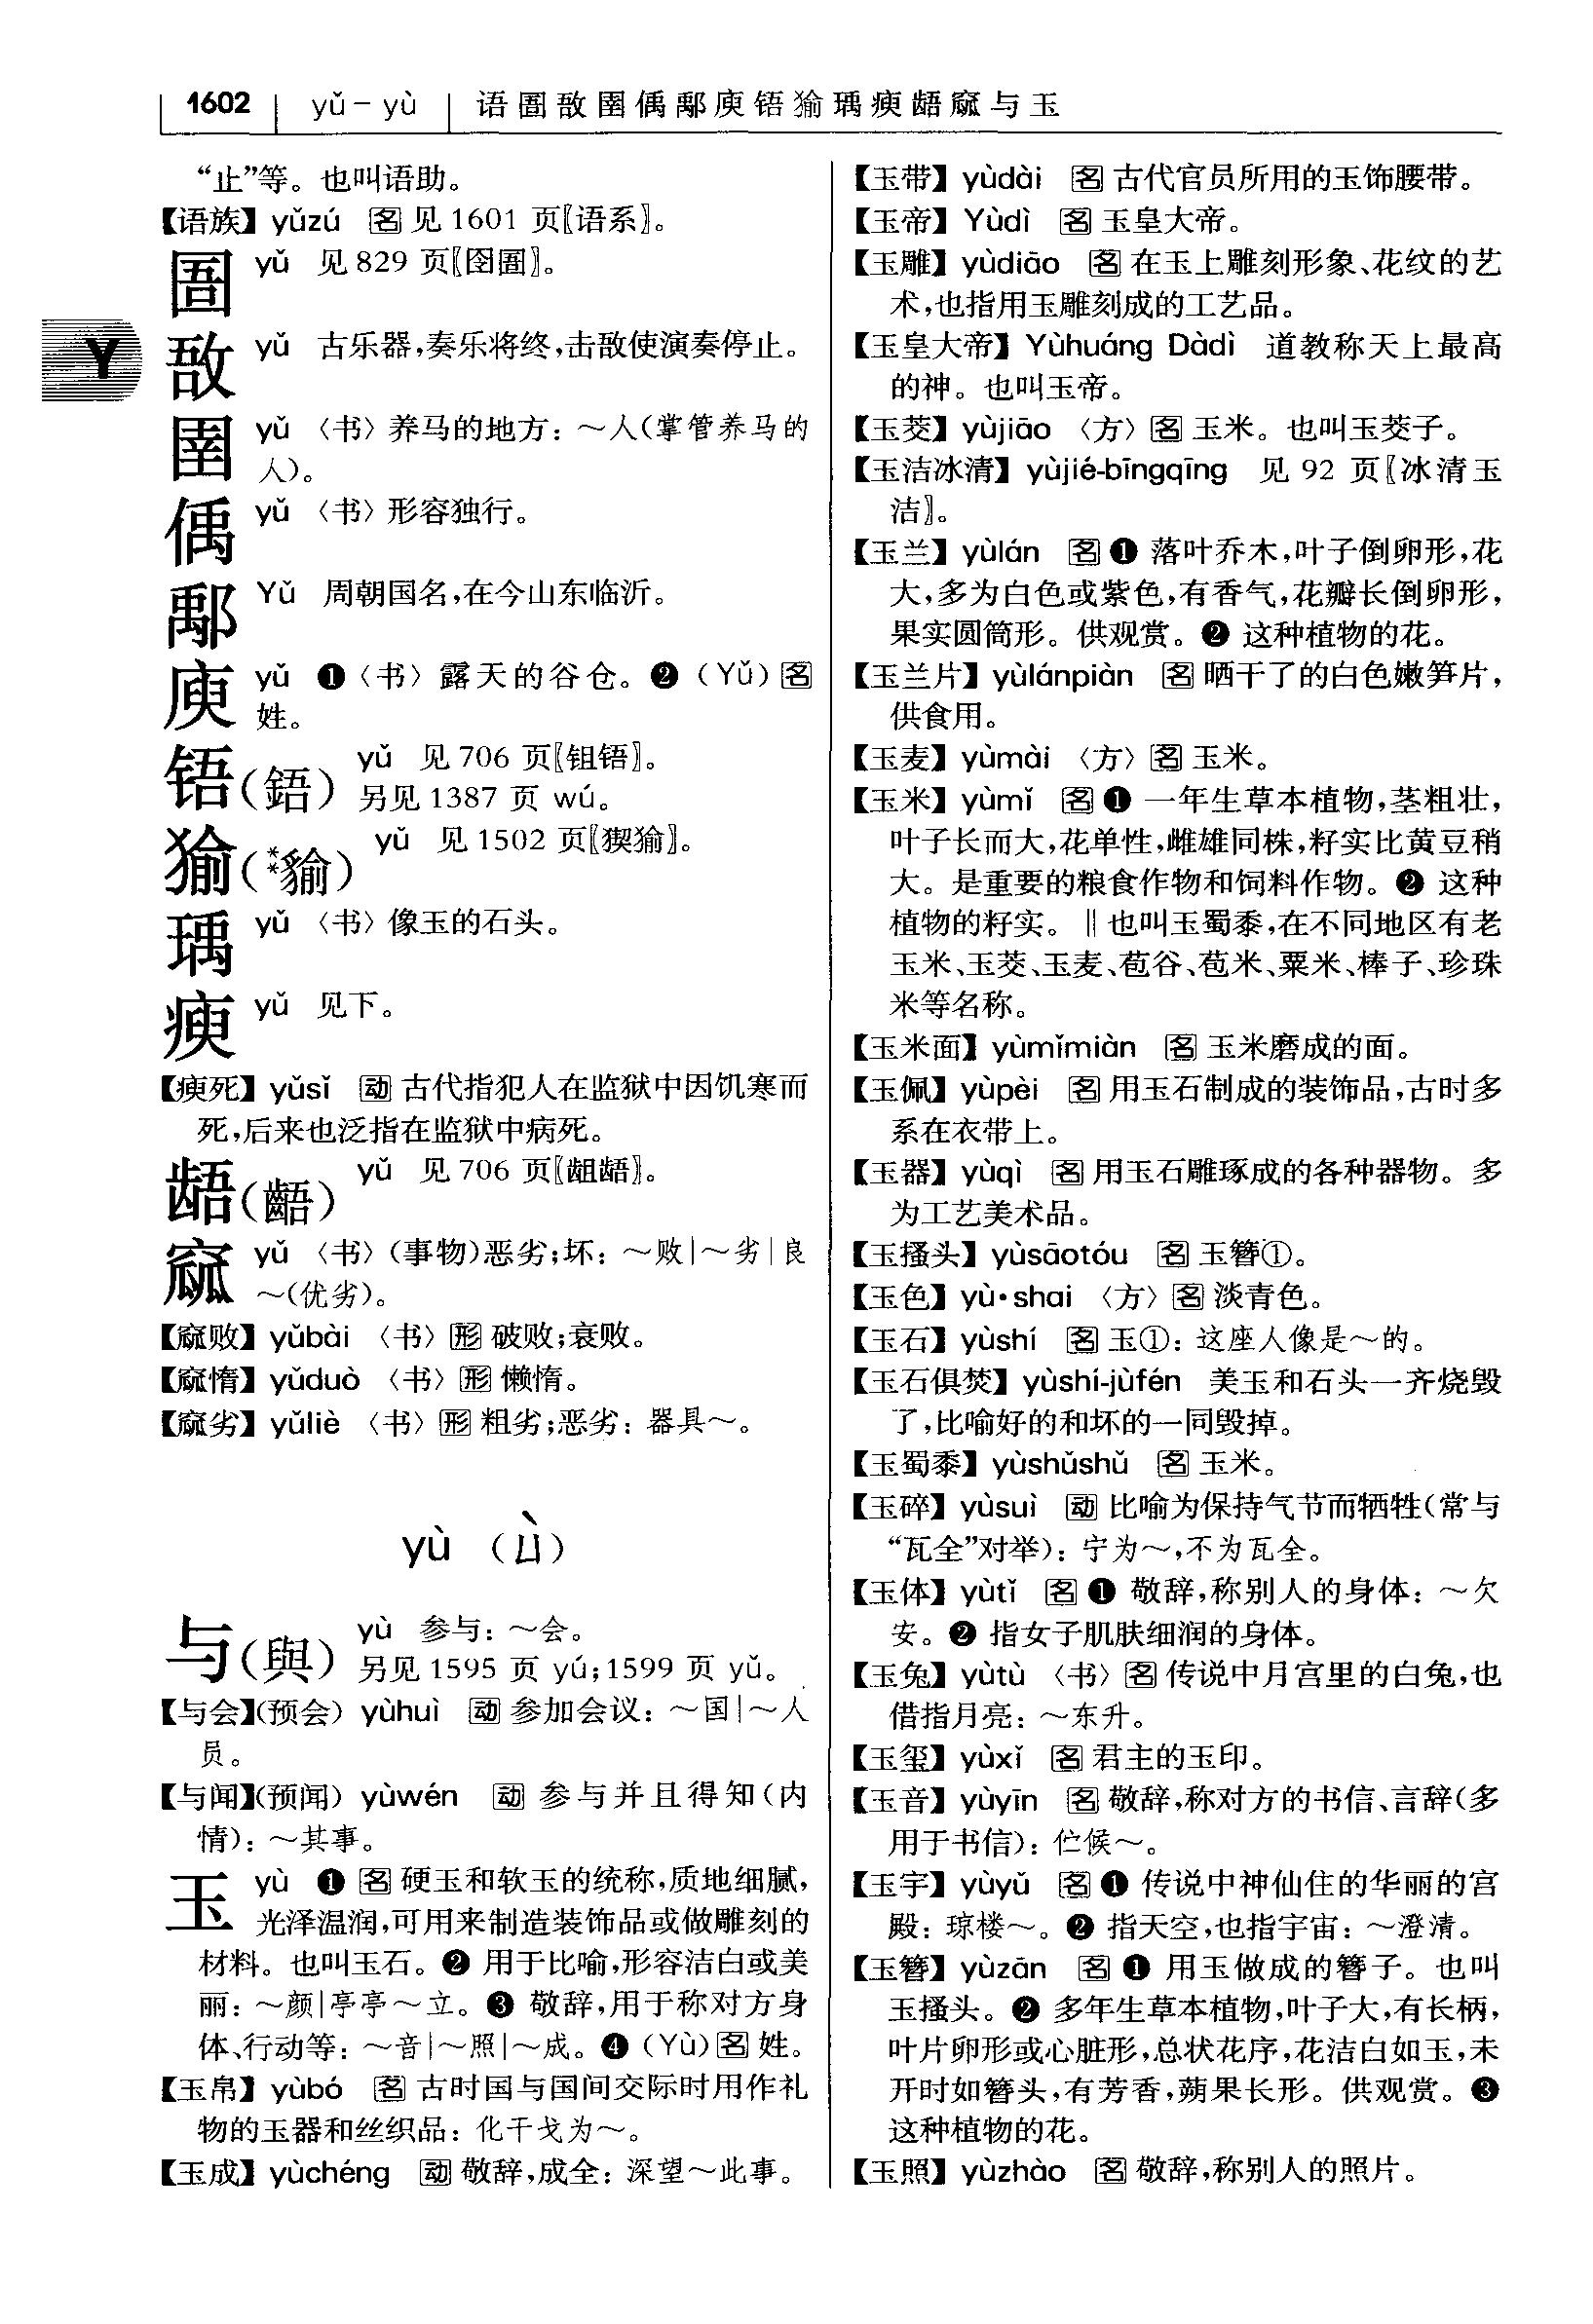 1602 yǔ－yù 语圄敔圉偊鄅庾铻㺄瑀瘐龉窳与玉
“止”等。也叫语助。
【语族】yǔzú 名 见 1601 页〖语系〗。
圄 yǔ 见 829 页〖囹圄〗。
Y
敔 yǔ 古乐器,奏乐将终,击敔使演奏停止。
圉 yǔ 〈书〉养马的地方：～人(掌管养马的
人)。
偊 yǔ 〈书〉形容独行。
鄅 Yǔ 周朝国名,在今山东临沂。
庾 yǔ ❶〈书〉露天的谷仓。❷（Yǔ）名
姓。
铻(鋙) yǔ 见 706 页〖钼铻〗。
另见 1387 页 wú。
㺄(**貐) yǔ 见 1502 页〖猰㺄〗。
瑀 yǔ 〈书〉像玉的石头。
瘐 yǔ 见下。
【瘐死】yǔsǐ 动 古代指犯人在监狱中因饥寒而
死,后来也泛指在监狱中病死。
龉(齬) yǔ 见 706 页〖龃龉〗。
窳 yǔ 〈书〉(事物)恶劣;坏：～败|～劣|良
～(优劣)。
【窳败】yǔbài 〈书〉形 破败;衰败。
【窳惰】yǔduò 〈书〉形 懒惰。
【窳劣】yǔliè 〈书〉形 粗劣;恶劣：器具～。
yù （ㄩˋ）
与(與) yù 参与：～会。
另见 1595 页 yú;1599 页 yǔ。
【与会】(预会) yùhuì 动 参加会议：～国|～人
员。
【与闻】(预闻) yùwén 动 参与并且得知(内
情)：～其事。
玉 yù ❶ 名 硬玉和软玉的统称,质地细腻,
光泽温润,可用来制造装饰品或做雕刻的
材料。也叫玉石。❷ 用于比喻,形容洁白或美
丽：～颜|亭亭～立。❸ 敬辞,用于称对方身
体、行动等：～音|～照|～成。❹（Yù）名 姓。
【玉帛】yùbó 名 古时国与国间交际时用作礼
物的玉器和丝织品：化干戈为～。
【玉成】yùchéng 动 敬辞,成全：深望～此事。
【玉带】yùdài 名 古代官员所用的玉饰腰带。
【玉帝】Yùdì 名 玉皇大帝。
【玉雕】yùdiāo 名 在玉上雕刻形象、花纹的艺
术,也指用玉雕刻成的工艺品。
【玉皇大帝】Yùhuáng Dàdì 道教称天上最高
的神。也叫玉帝。
【玉茭】yùjiāo 〈方〉名 玉米。也叫玉茭子。
【玉洁冰清】yùjié-bīngqīng 见 92 页〖冰清玉
洁〗。
【玉兰】yùlán 名 ❶ 落叶乔木,叶子倒卵形,花
大,多为白色或紫色,有香气,花瓣长倒卵形,
果实圆筒形。供观赏。❷ 这种植物的花。
【玉兰片】yùlánpiàn 名 晒干了的白色嫩笋片,
供食用。
【玉麦】yùmài 〈方〉名 玉米。
【玉米】yùmǐ 名 ❶ 一年生草本植物,茎粗壮,
叶子长而大,花单性,雌雄同株,籽实比黄豆稍
大。是重要的粮食作物和饲料作物。❷ 这种
植物的籽实。‖也叫玉蜀黍,在不同地区有老
玉米、玉茭、玉麦、苞谷、苞米、粟米、棒子、珍珠
米等名称。
【玉米面】yùmǐmiàn 名 玉米磨成的面。
【玉佩】yùpèi 名 用玉石制成的装饰品,古时多
系在衣带上。
【玉器】yùqì 名 用玉石雕琢成的各种器物。多
为工艺美术品。
【玉搔头】yùsāotóu 名 玉簪①。
【玉色】yù•shai 〈方〉名 淡青色。
【玉石】yùshí 名 玉①：这座人像是～的。
【玉石俱焚】yùshí-jùfén 美玉和石头一齐烧毁
了,比喻好的和坏的一同毁掉。
【玉蜀黍】yùshǔshǔ 名 玉米。
【玉碎】yùsuì 动 比喻为保持气节而牺牲(常与
“瓦全”对举)：宁为～,不为瓦全。
【玉体】yùtǐ 名 ❶ 敬辞,称别人的身体：～欠
安。❷ 指女子肌肤细润的身体。
【玉兔】yùtù 〈书〉名 传说中月宫里的白兔,也
借指月亮：～东升。
【玉玺】yùxǐ 名 君主的玉印。
【玉音】yùyīn 名 敬辞,称对方的书信、言辞(多
用于书信)：伫候～。
【玉宇】yùyǔ 名 ❶ 传说中神仙住的华丽的宫
殿：琼楼～。❷ 指天空,也指宇宙：～澄清。
【玉簪】yùzān 名 ❶ 用玉做成的簪子。也叫
玉搔头。❷ 多年生草本植物,叶子大,有长柄,
叶片卵形或心脏形,总状花序,花洁白如玉,未
开时如簪头,有芳香,蒴果长形。供观赏。❸
这种植物的花。
【玉照】yùzhào 名 敬辞,称别人的照片。